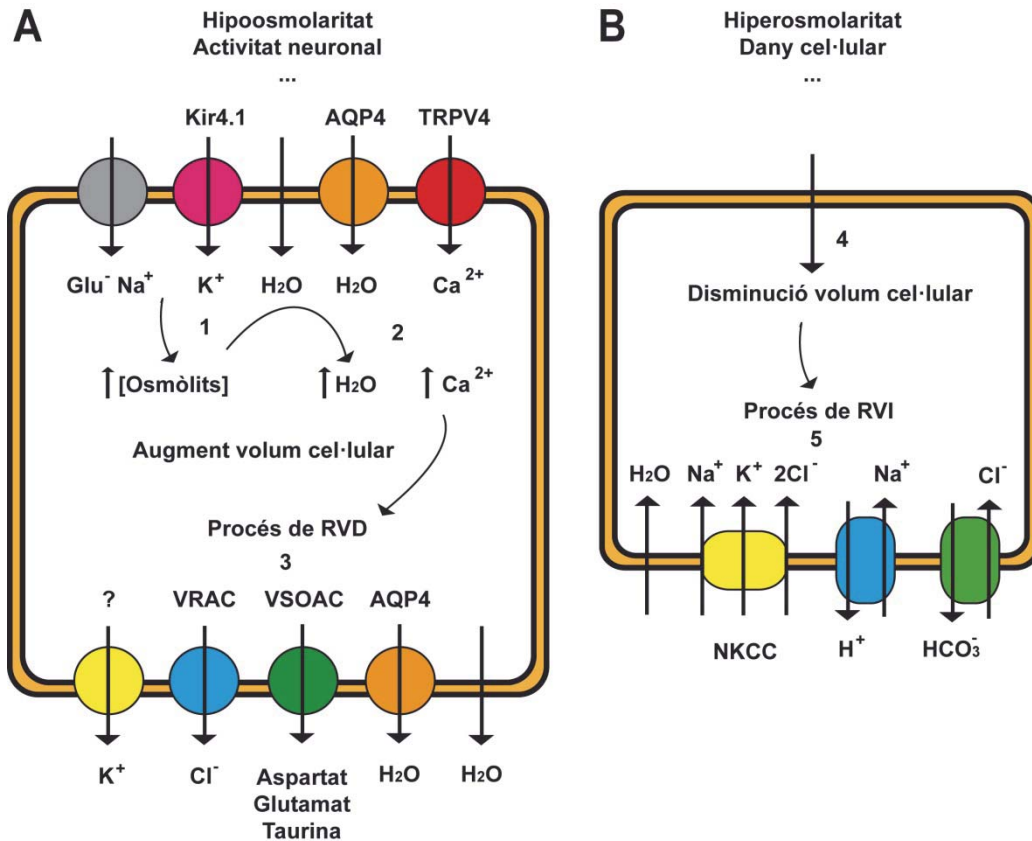 A
Hipoosmolaritat
Activitat neuronal
...
Kir4.1 AQP4 TRPV4
Glu⁻ Na⁺ K⁺ H₂O H₂O Ca²⁺
1 2
↑[Osmòlits] ↑H₂O ↑Ca²⁺
Augment volum cel·lular
Procés de RVD
3
? VRAC VSOAC AQP4
K⁺ Cl⁻ Aspartat H₂O H₂O
Glutamat
Taurina
B
Hiperosmolaritat
Dany cel·lular
...
4
Disminució volum cel·lular
Procés de RVI
5
H₂O Na⁺ K⁺ 2Cl⁻ Na⁺ Cl⁻
NKCC H⁺ HCO₃⁻